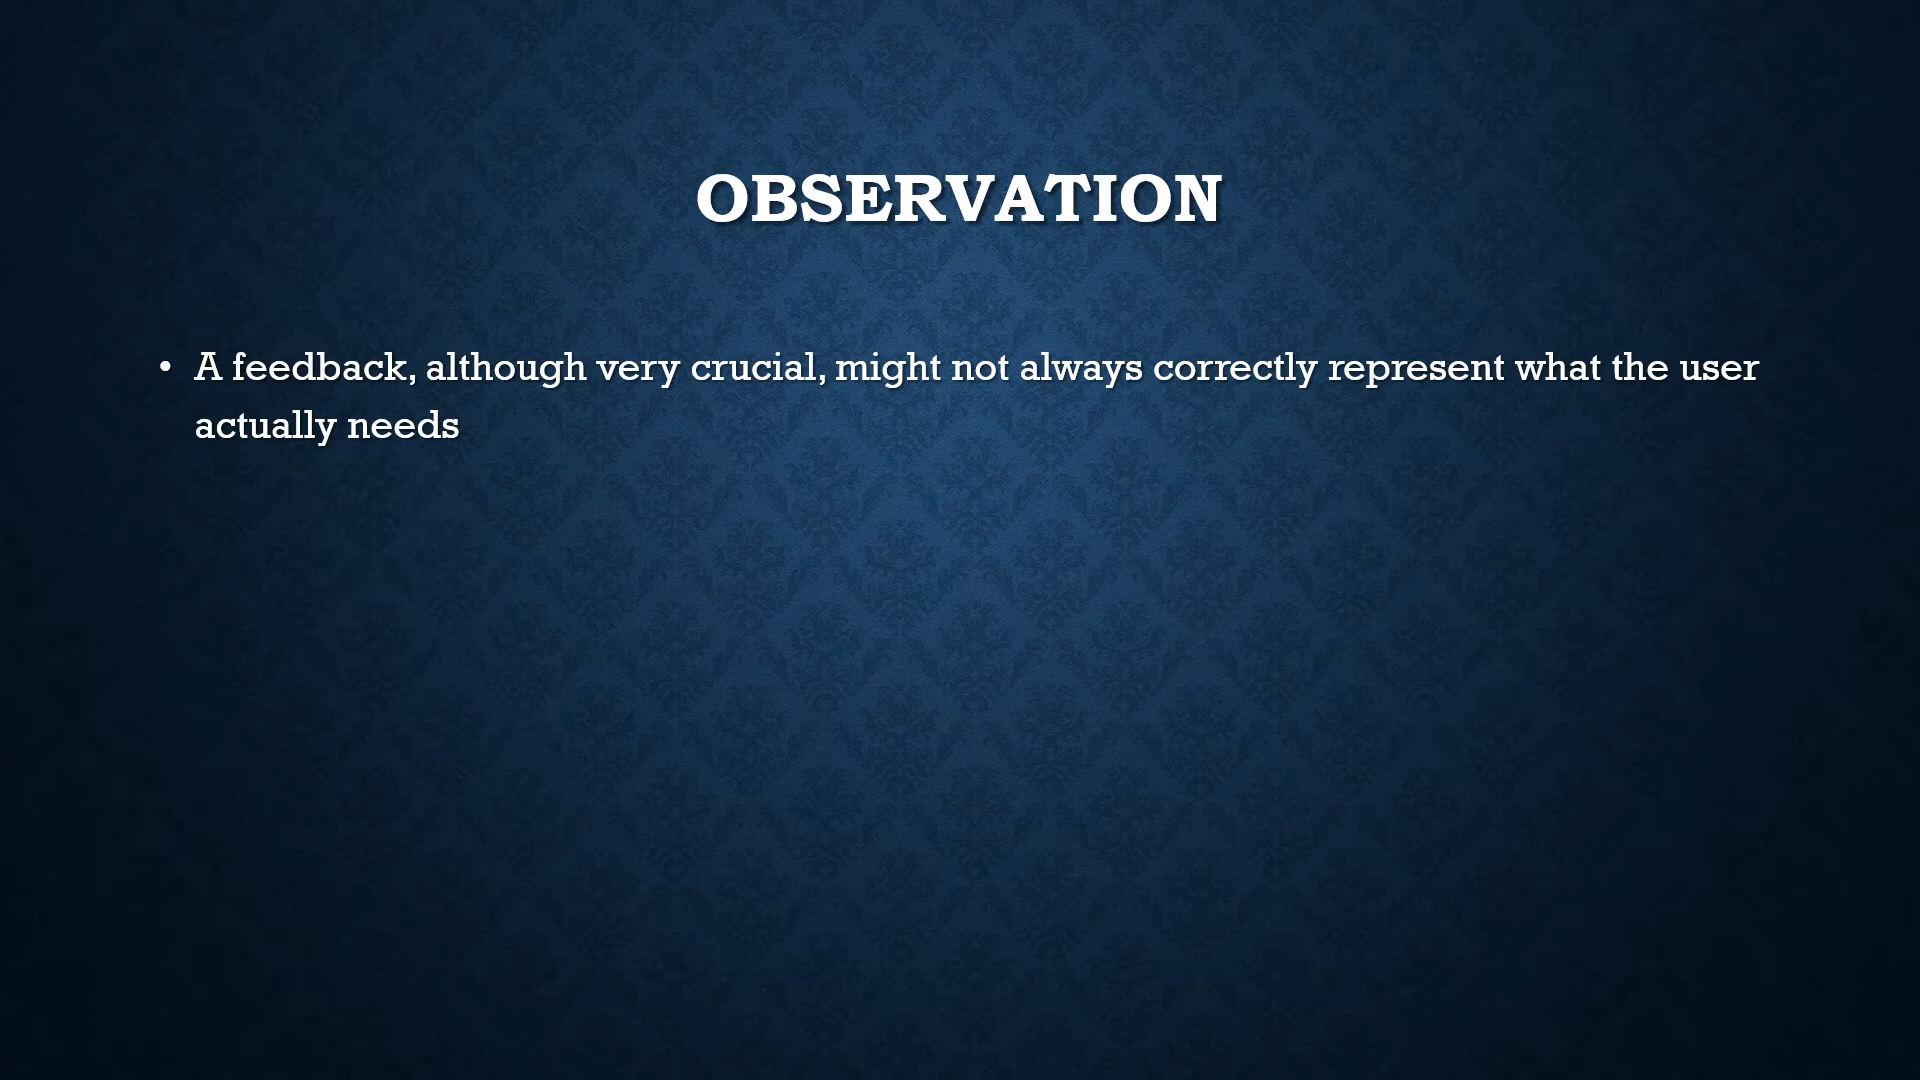 OBSERVATION
• A feedback, although very crucial, might not always correctly represent what the user
actually needs